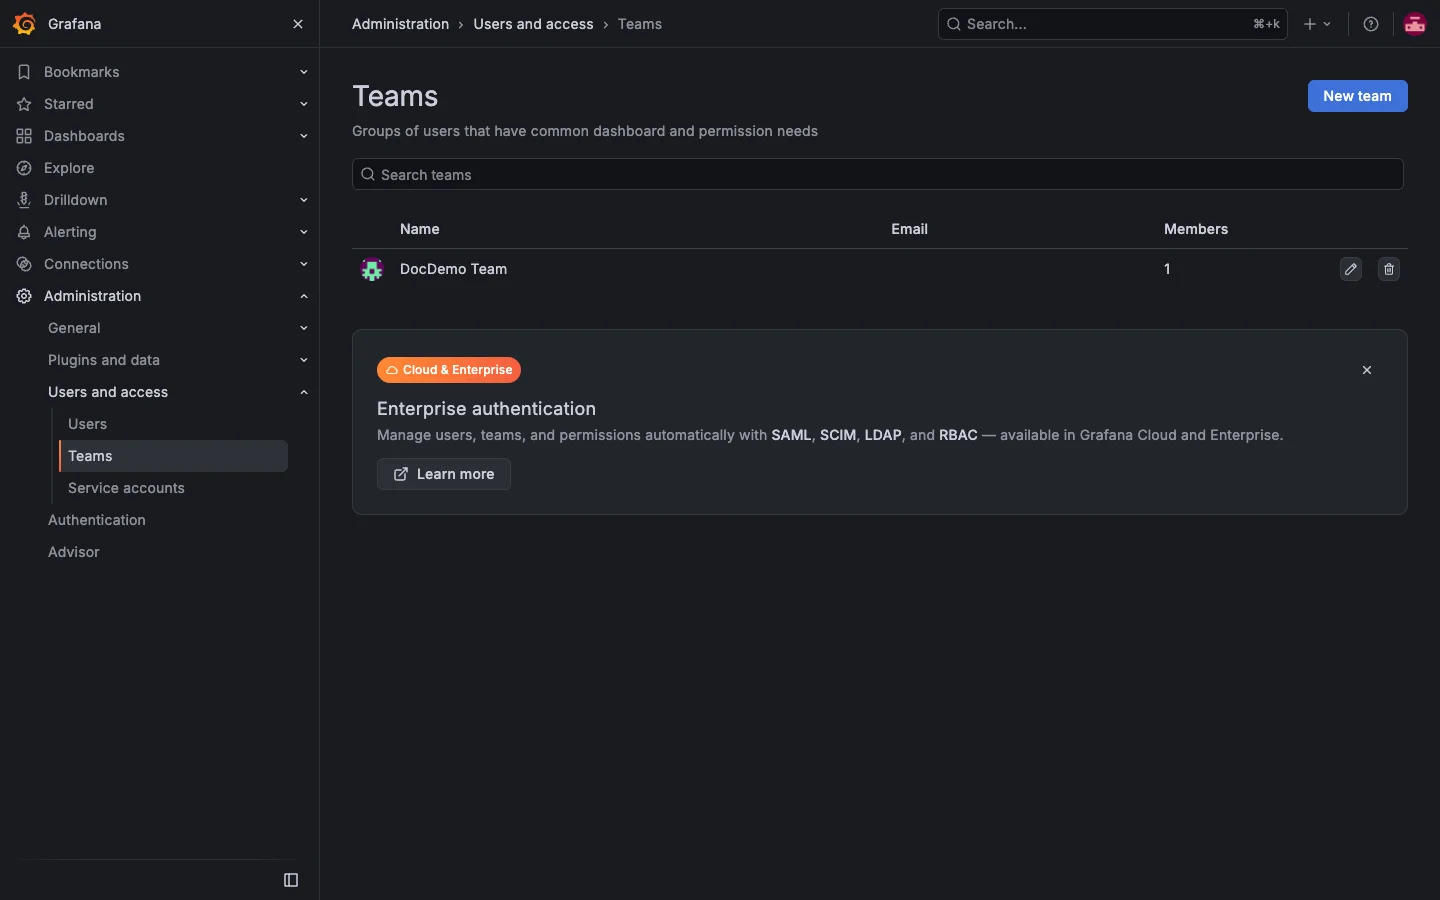 Grafana
Administration › Users and access › Teams
Search... ⌘+k
Bookmarks
Starred
Dashboards
Explore
Drilldown
Alerting
Connections
Administration
General
Plugins and data
Users and access
Users
Teams
Service accounts
Authentication
Advisor
Teams
New team
Groups of users that have common dashboard and permission needs
Search teams
Name Email Members
DocDemo Team 1
Cloud & Enterprise
Enterprise authentication
Manage users, teams, and permissions automatically with SAML, SCIM, LDAP, and RBAC — available in Grafana Cloud and Enterprise.
Learn more